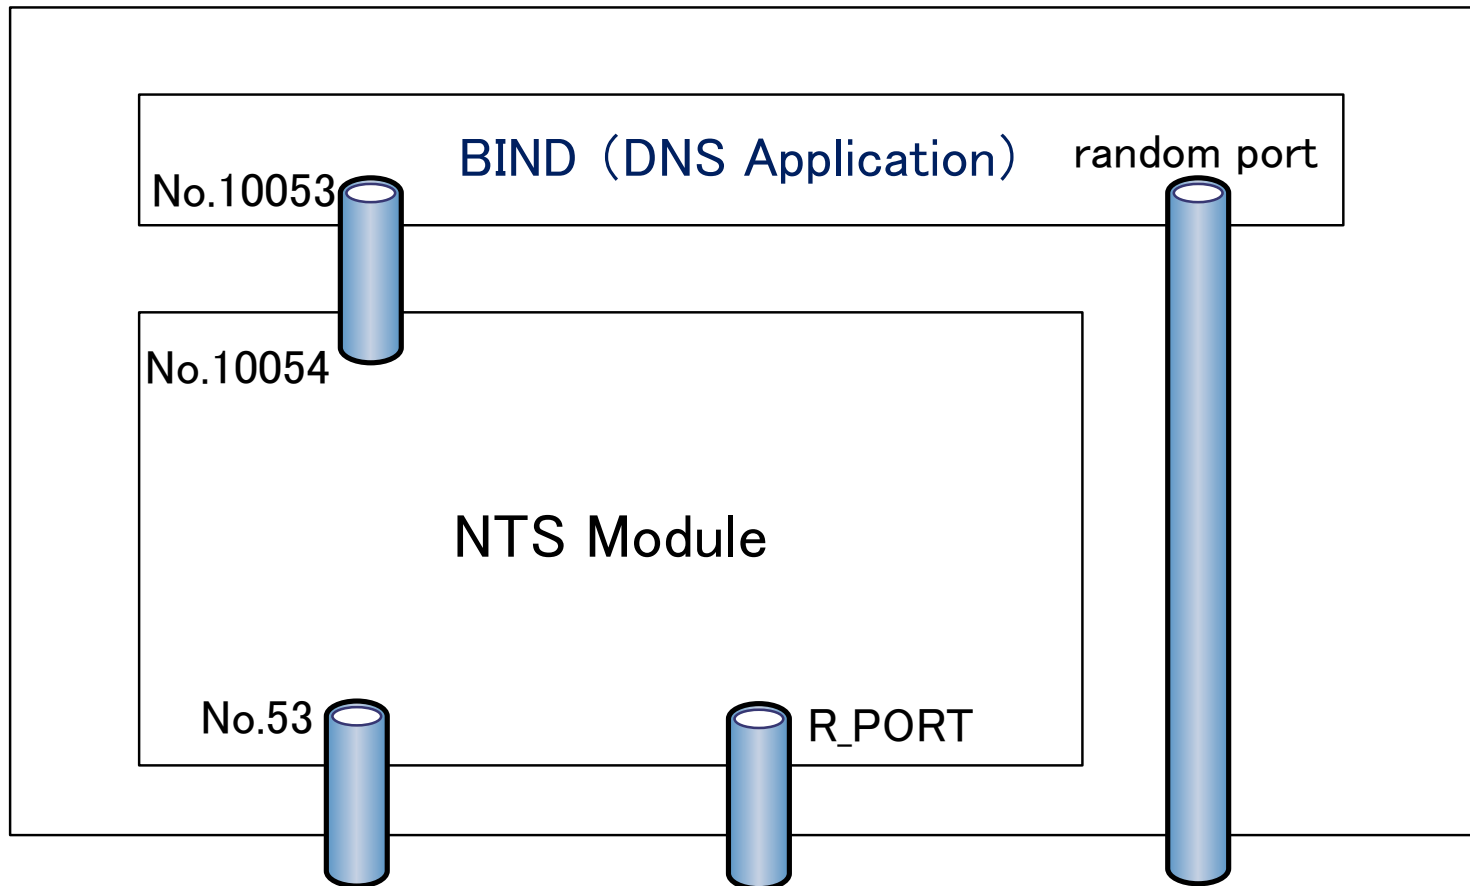 BIND（DNS Application）
random port
No.10053
No.10054
NTS Module
No.53
R_PORT